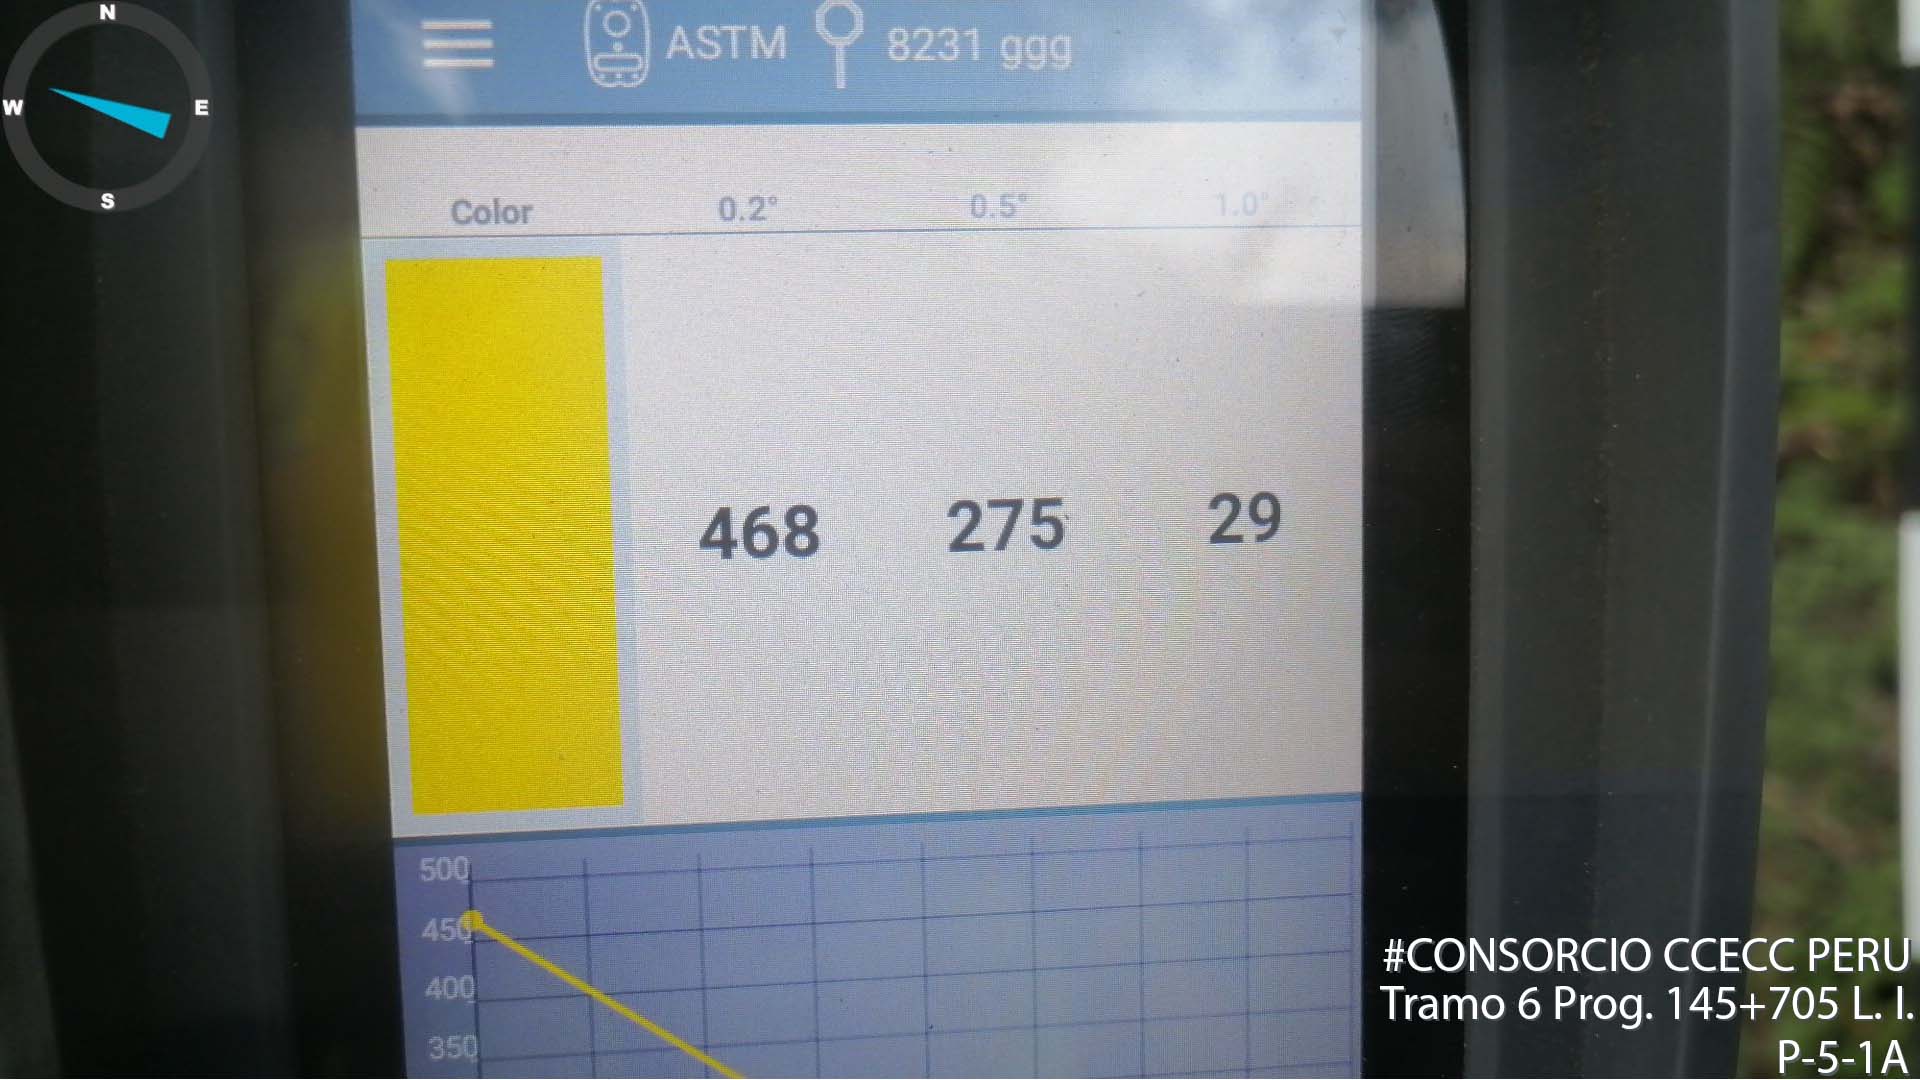 N
W E
S
ASTM 8231 ggg
Color 0.2° 0.5° 1.0°
468 275 29
500
450
400
350
#CONSORCIO CCECC PERU
Tramo 6 Prog. 145+705 L. I.
P-5-1A